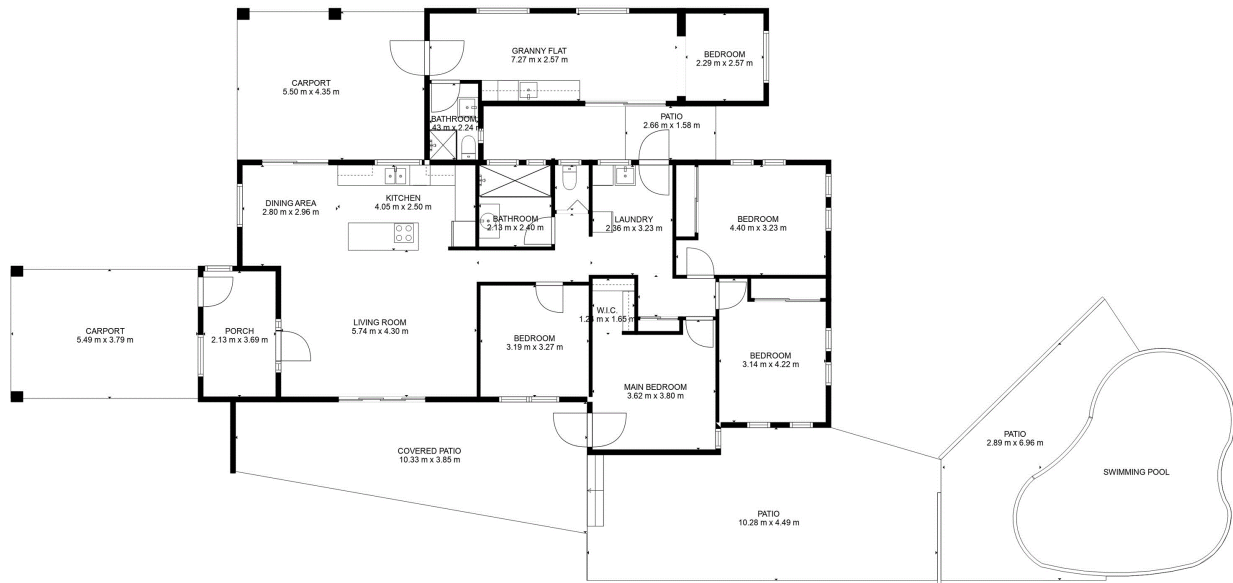 GRANNY FLAT
7.27 m x 2.57 m
BEDROOM
2.29 m x 2.57 m
CARPORT
5.50 m x 4.35 m
BATHROOM
.43 m x 2.24 m
PATIO
2.66 m x 1.58 m
DINING AREA
2.80 m x 2.96 m
KITCHEN
4.05 m x 2.50 m
BATHROOM
2.13 m x 2.40 m
LAUNDRY
2.36 m x 3.23 m
BEDROOM
4.40 m x 3.23 m
CARPORT
5.49 m x 3.79 m
PORCH
2.13 m x 3.69 m
LIVING ROOM
5.74 m x 4.30 m
BEDROOM
3.19 m x 3.27 m
W.I.C.
m x 1.65 m
MAIN BEDROOM
3.62 m x 3.80 m
BEDROOM
3.14 m x 4.22 m
COVERED PATIO
10.33 m x 3.85 m
PATIO
2.89 m x 6.96 m
SWIMMING POOL
PATIO
10.28 m x 4.49 m